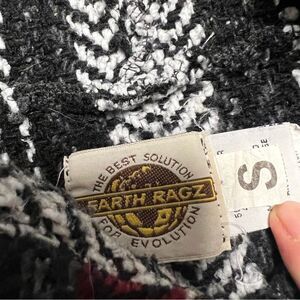 THE BEST SOLUTION
EARTH RAGZ
FOR EVOLUTION
S